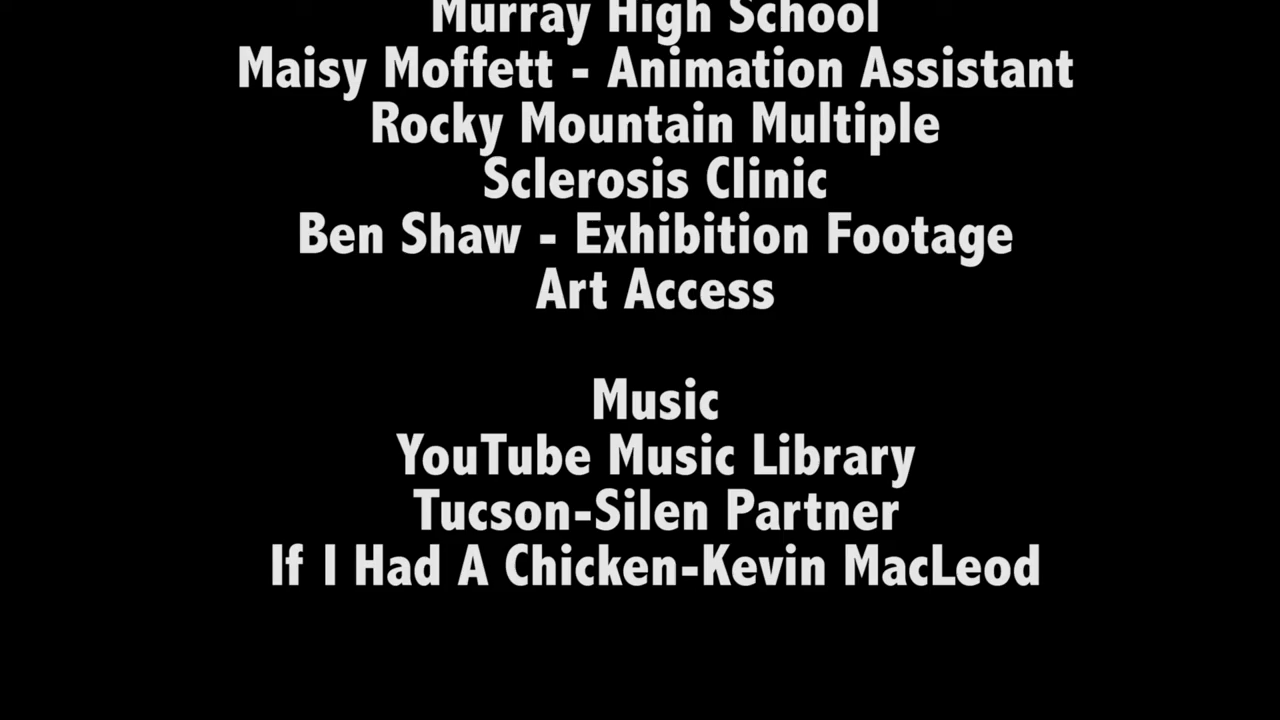 Murray High School
Maisy Moffett - Animation Assistant
Rocky Mountain Multiple
Sclerosis Clinic
Ben Shaw - Exhibition Footage
Art Access
Music
YouTube Music Library
Tucson-Silen Partner
If I Had A Chicken-Kevin MacLeod